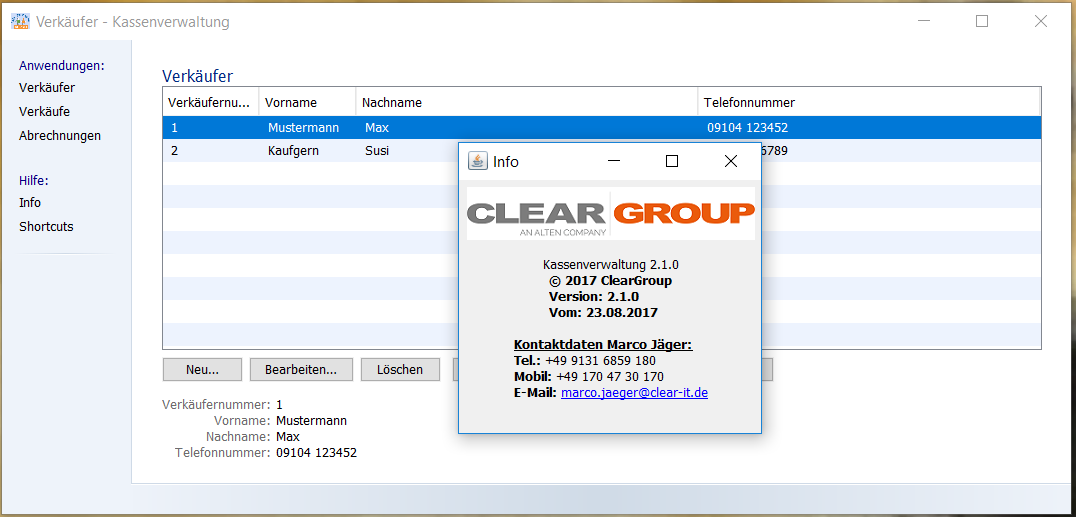 Verkäufer - Kassenverwaltung
Anwendungen:
Verkäufer
Verkäufe
Abrechnungen
Hilfe:
Info
Shortcuts
Verkäufer
Verkäufernu... Vorname Nachname Telefonnummer
1 Mustermann Max 09104 123452
2 Kaufgern Susi 6789
Neu... Bearbeiten... Löschen
Verkäufernummer: 1
Vorname: Mustermann
Nachname: Max
Telefonnummer: 09104 123452
Info
CLEAR GROUP
AN ALTEN COMPANY
Kassenverwaltung 2.1.0
© 2017 ClearGroup
Version: 2.1.0
Vom: 23.08.2017
Kontaktdaten Marco Jäger:
Tel.: +49 9131 6859 180
Mobil: +49 170 47 30 170
E-Mail: marco.jaeger@clear-it.de